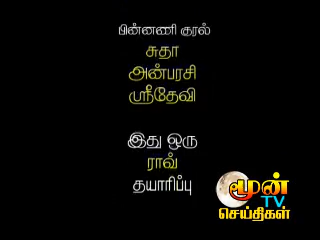 பின்னணி குரல்
சுதா
அன்பரசி
ஸ்ரீதேவி
இது ஒரு
ராவ்
தயாரிப்பு
மூன்
TV
செய்திகள்